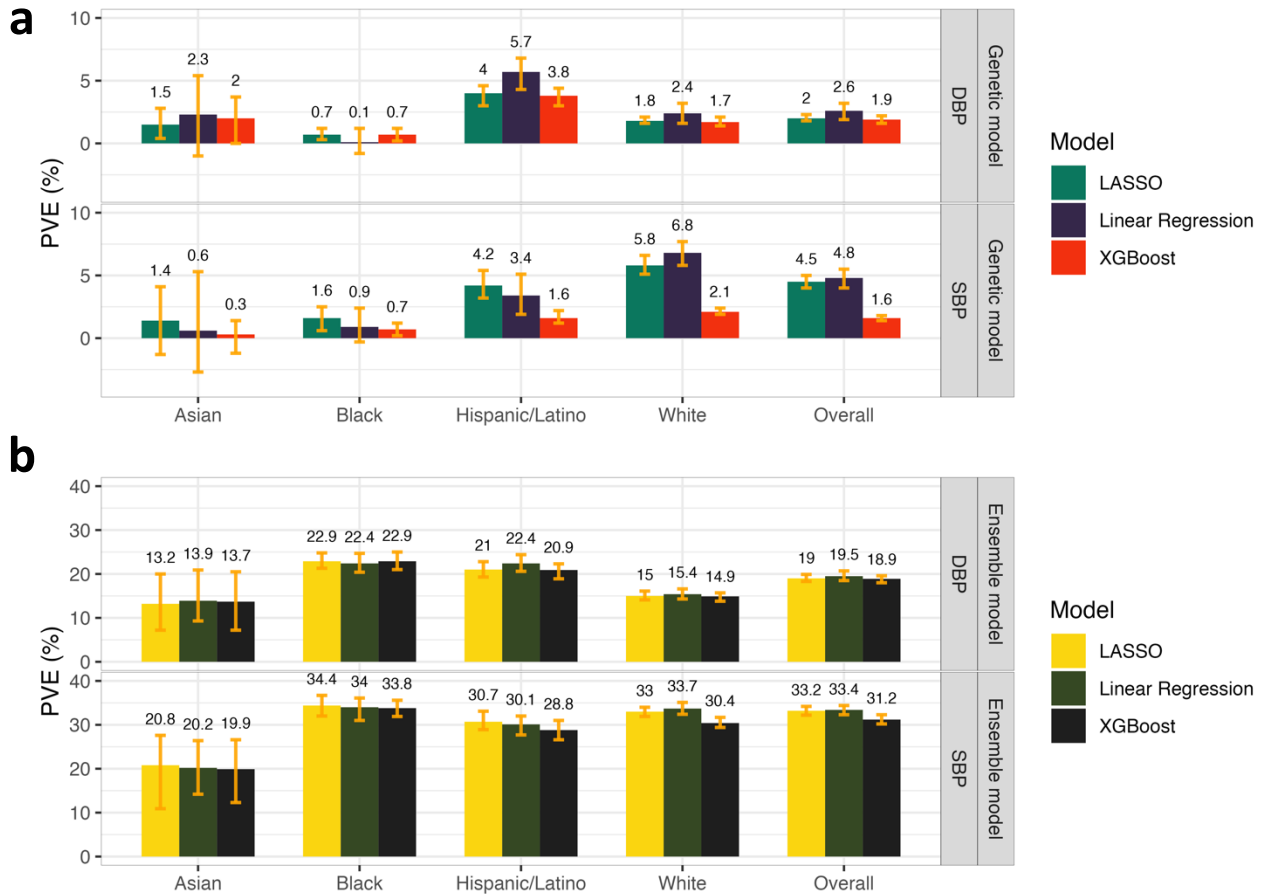 a
10
5
0
PVE (%)
1.5 2.3 2
0.7 0.1 0.7
4 5.7 3.8
1.8 2.4 1.7
2 2.6 1.9
DBP
Genetic model
10
5
0
1.4 0.6 0.3
1.6 0.9 0.7
4.2 3.4 1.6
5.8 6.8 2.1
4.5 4.8 1.6
SBP
Genetic model
Asian Black Hispanic/Latino White Overall
Model
LASSO
Linear Regression
XGBoost
b
40
30
20
10
0
PVE (%)
13.2 13.9 13.7
22.9 22.4 22.9
21 22.4 20.9
15 15.4 14.9
19 19.5 18.9
DBP
Ensemble model
40
30
20
10
0
20.8 20.2 19.9
34.4 34 33.8
30.7 30.1 28.8
33 33.7 30.4
33.2 33.4 31.2
SBP
Ensemble model
Asian Black Hispanic/Latino White Overall
Model
LASSO
Linear Regression
XGBoost